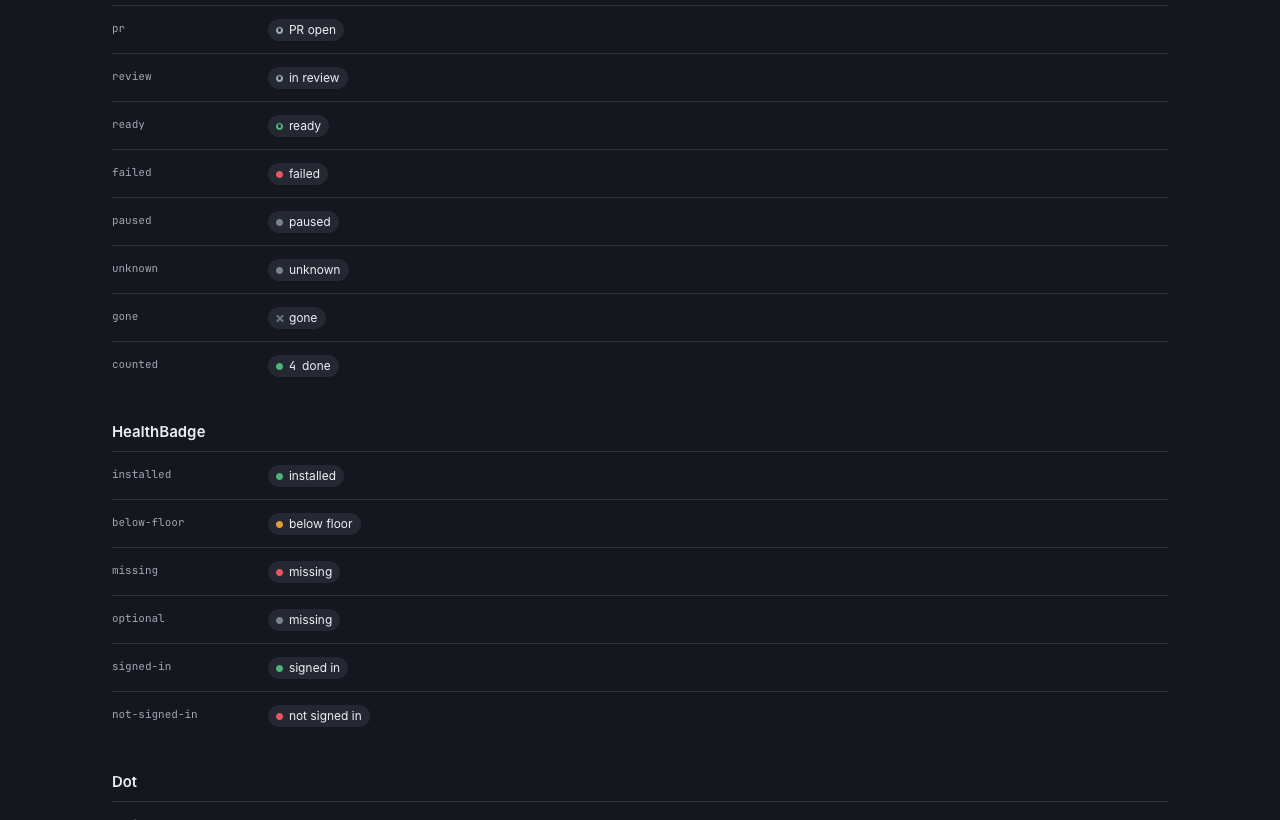 pr PR open
review in review
ready ready
failed failed
paused paused
unknown unknown
gone gone
counted 4 done
HealthBadge
installed installed
below-floor below floor
missing missing
optional missing
signed-in signed in
not-signed-in not signed in
Dot